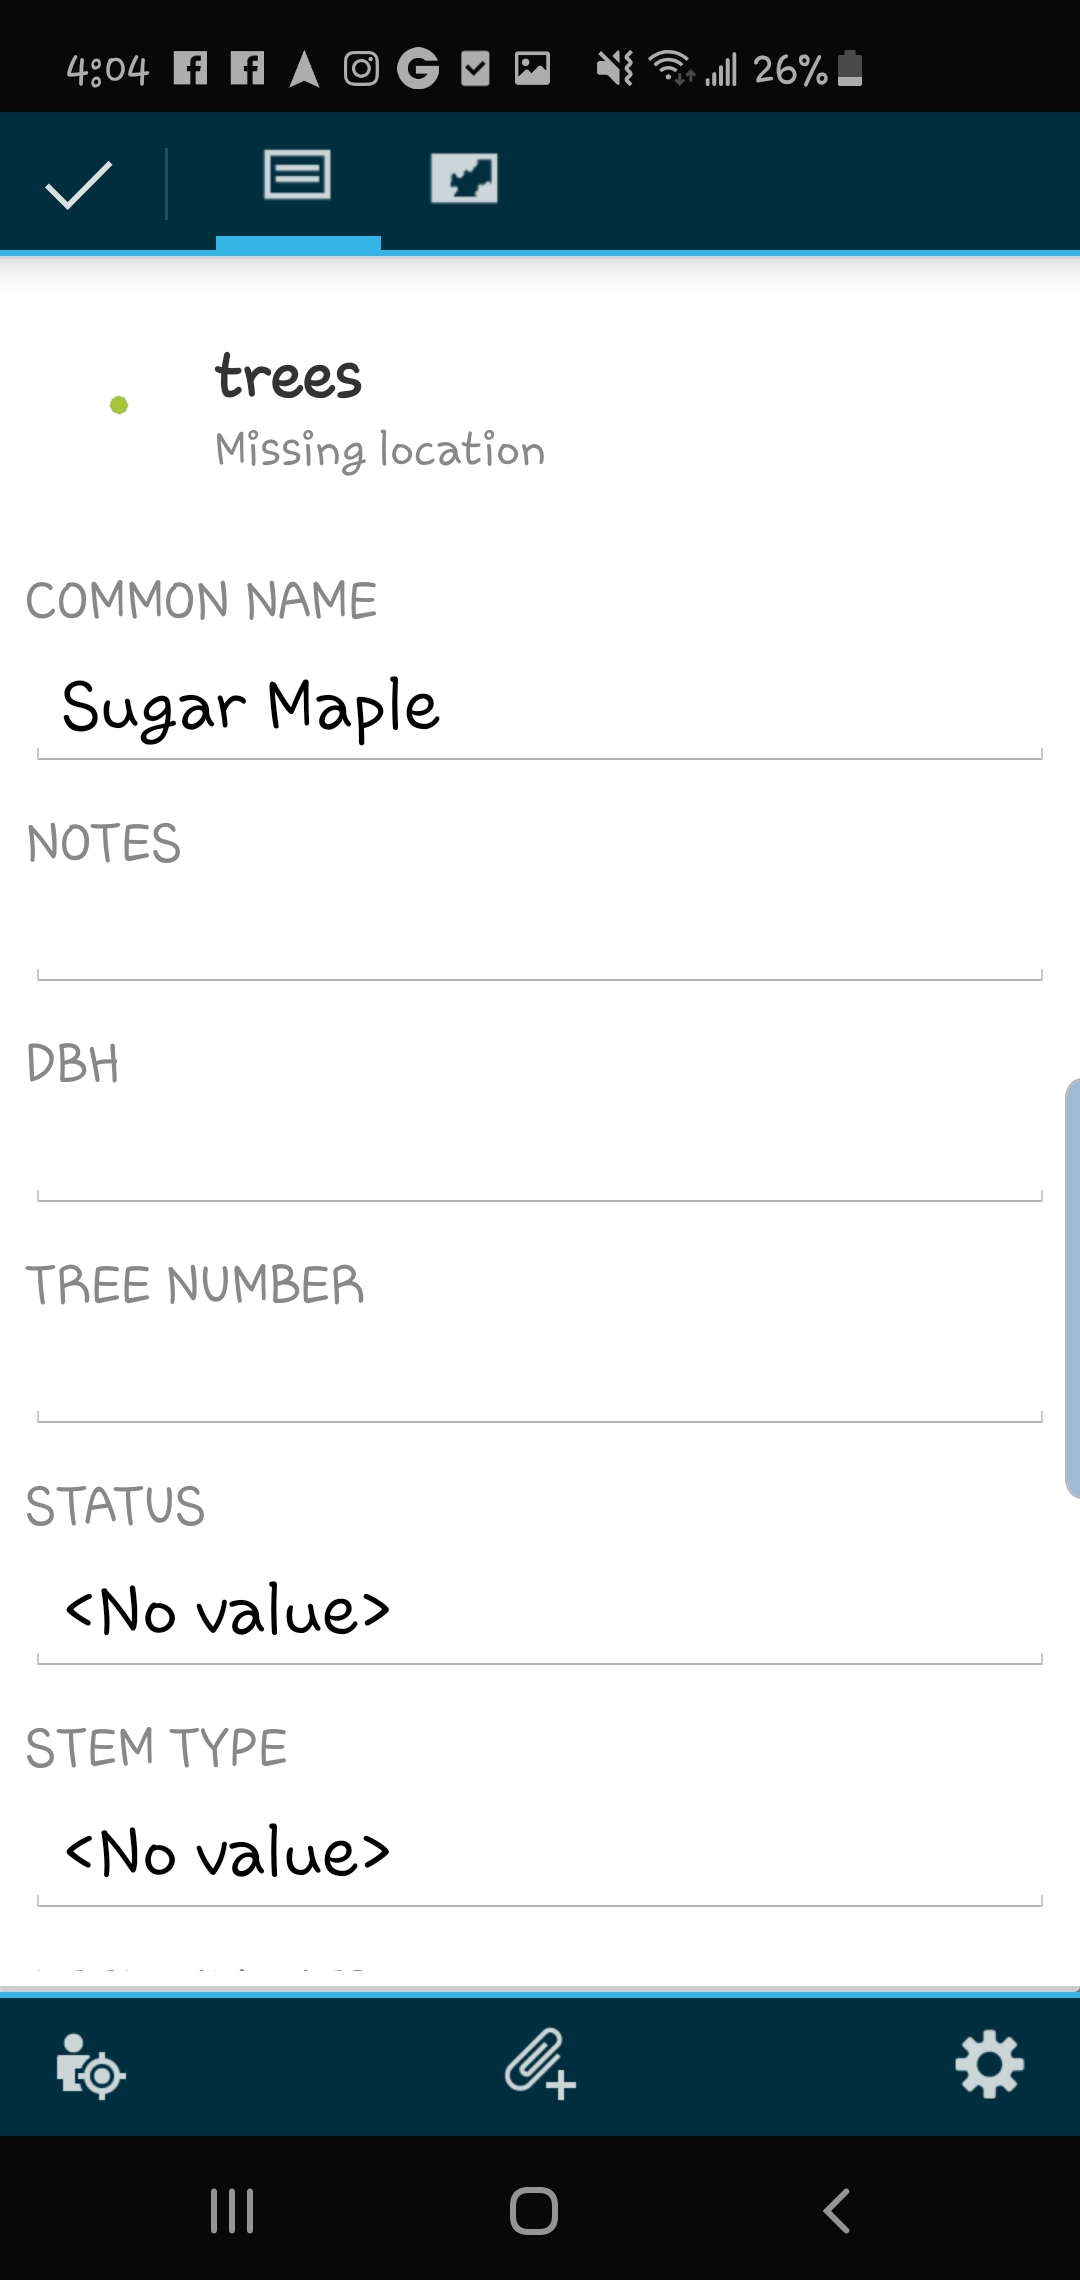 4:04 26%
trees
Missing location
COMMON NAME
Sugar Maple
NOTES
DBH
TREE NUMBER
STATUS
<No value>
STEM TYPE
<No value>